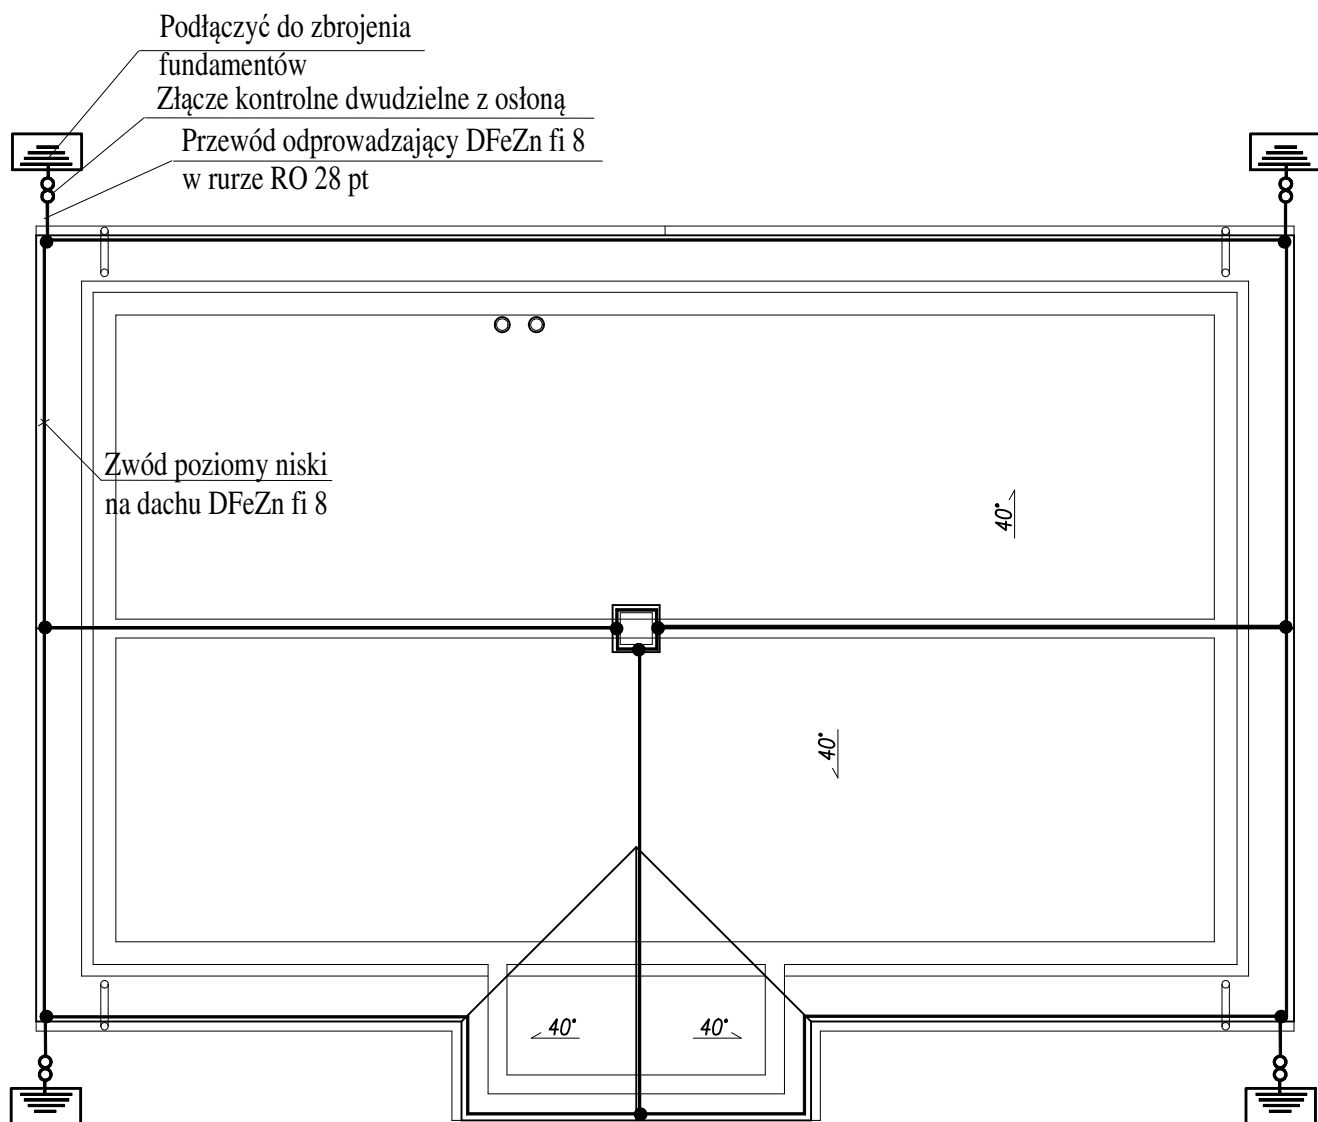 Podłączyć do zbrojenia
fundamentów
Złącze kontrolne dwudzielne z osłoną
Przewód odprowadzający DFeZn fi 8
w rurze RO 28 pt
Zwód poziomy niski
na dachu DFeZn fi 8
40°
40°
40°
40°